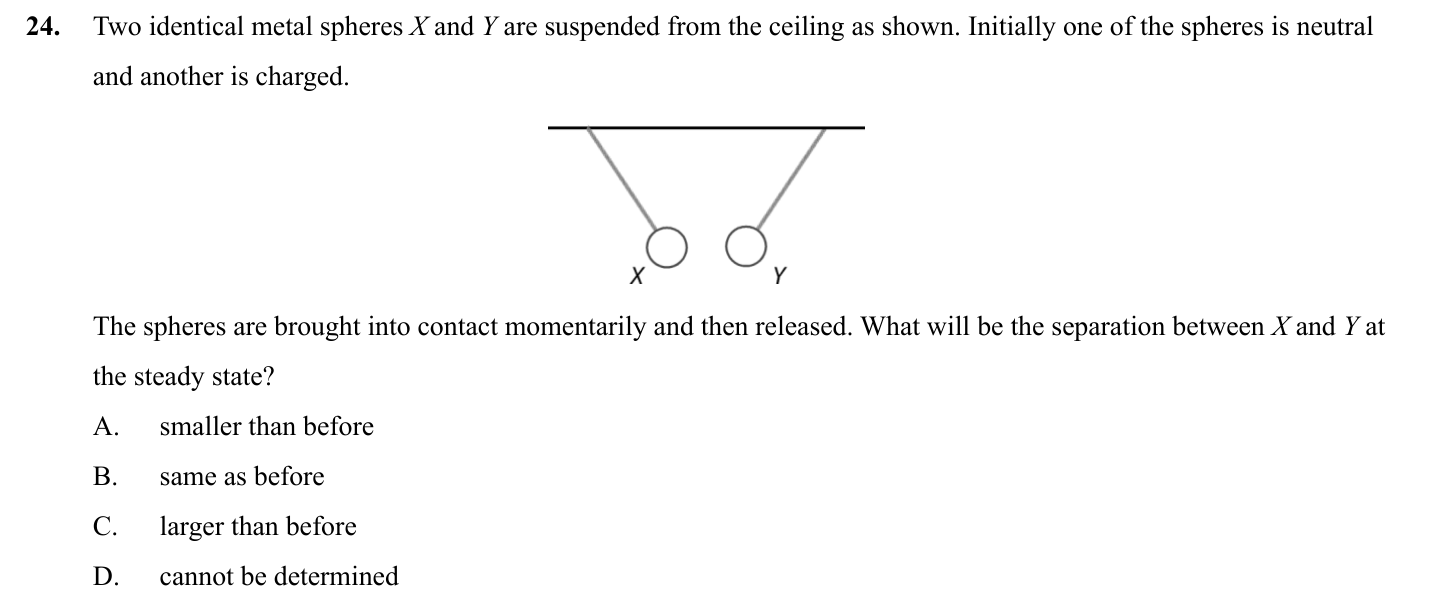 24. Two identical metal spheres X and Y are suspended from the ceiling as shown. Initially one of the spheres is neutral
and another is charged.
X
Y
The spheres are brought into contact momentarily and then released. What will be the separation between X and Y at
the steady state?
A. smaller than before
B. same as before
C. larger than before
D. cannot be determined